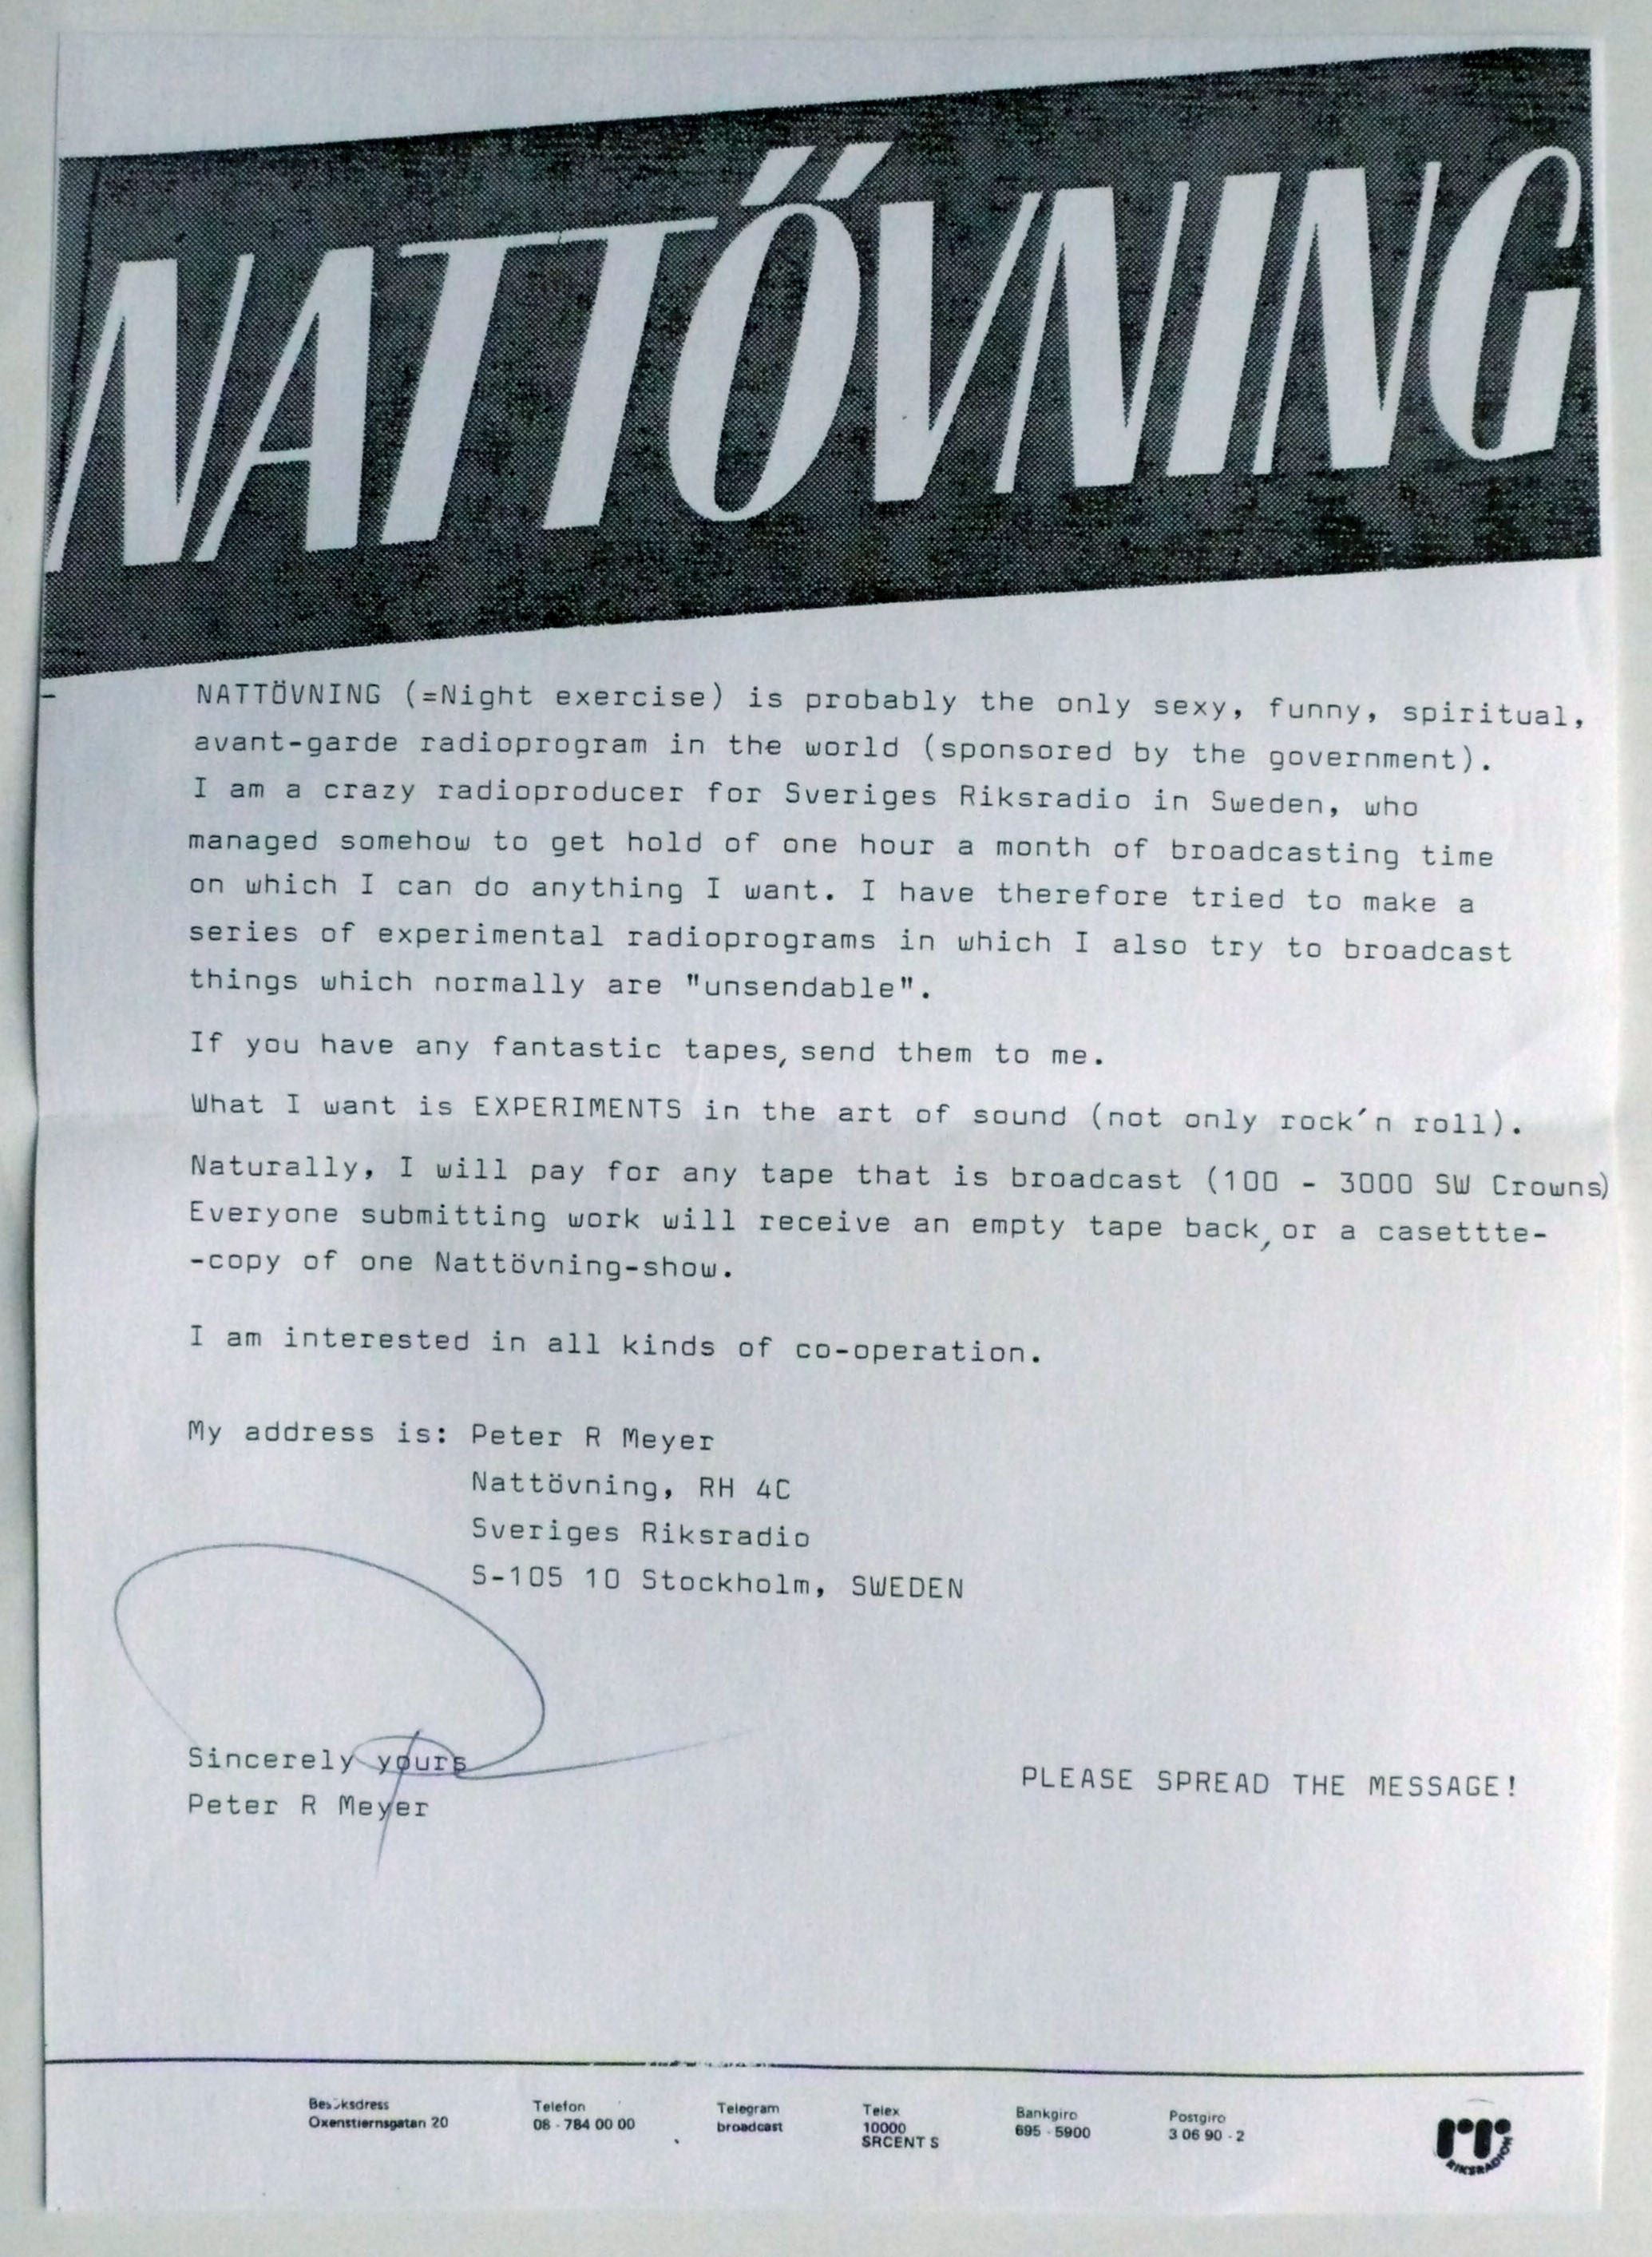 NATTÖVNING
NATTÖVNING (=Night exercise) is probably the only sexy, funny, spiritual,
avant-garde radioprogram in the world (sponsored by the government).
I am a crazy radioproducer for Sveriges Riksradio in Sweden, who
managed somehow to get hold of one hour a month of broadcasting time
on which I can do anything I want. I have therefore tried to make a
series of experimental radioprograms in which I also try to broadcast
things which normally are "unsendable".
If you have any fantastic tapes, send them to me.
What I want is EXPERIMENTS in the art of sound (not only rock´n roll).
Naturally, I will pay for any tape that is broadcast (100 - 3000 SW Crowns)
Everyone submitting work will receive an empty tape back, or a casettte-
-copy of one Nattövning-show.
I am interested in all kinds of co-operation.
My address is: Peter R Meyer
Nattövning, RH 4C
Sveriges Riksradio
S-105 10 Stockholm, SWEDEN
Sincerely yours
Peter R Meyer
PLEASE SPREAD THE MESSAGE!
Besöksdress Telefon Telegram Telex Bankgiro Postgiro
Oxenstiernsgatan 20 08 - 784 00 00 broadcast 10000 695 - 5900 3 06 90 - 2
SRCENT S
rr
RIKSRADION